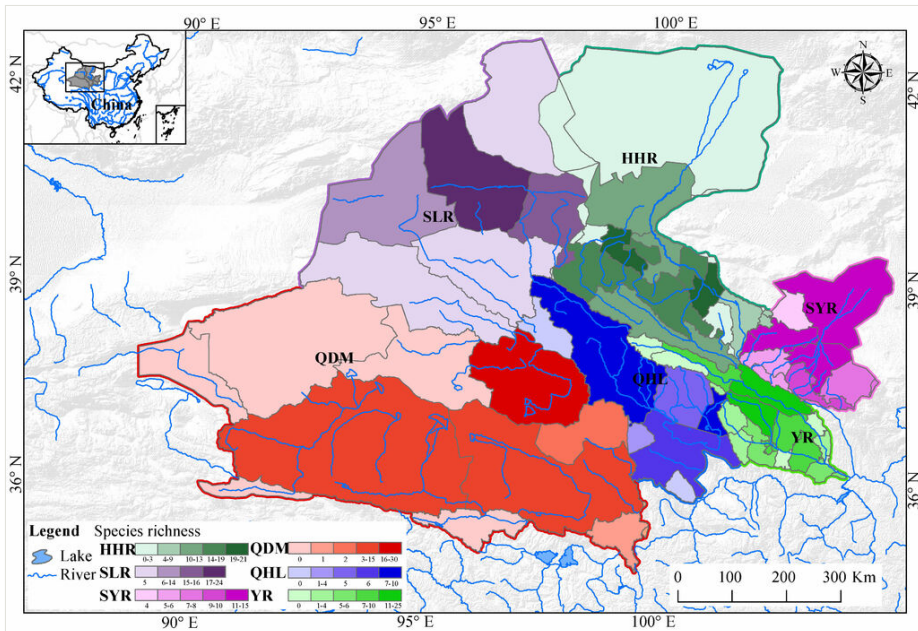 90° E 95° E 100° E
42° N
42° N
China
N
W E
S
HHR
SLR
39° N
39° N
SYR
QDM
QHL
YR
36° N
36° N
Legend Species richness
Lake
River
HHR
0-3 4-9 10-13 14-19 19-21
QDM
0 1 2 3-15 16-30
SLR
5 6-14 15-16 17-24
QHL
0 1-4 5 6 7-10
SYR
4 5-6 7-8 9-10 11-15
YR
0 1-4 5-6 7-10 11-25
0 100 200 300 Km
90° E 95° E 100° E